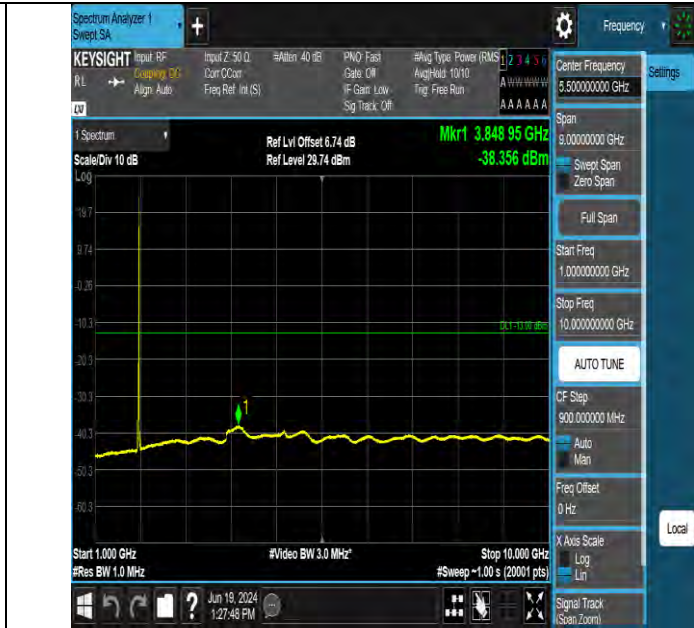 Spectrum Analyzer 1
Swept SA
Frequency
KEYSIGHT
RL
LXI
Input: RF
Coupling: DC
Align: Auto
Input Z: 50 Ω
Corr CCorr
Freq Ref: Int (S)
#Atten: 40 dB
PNO: Fast
Gate: Off
IF Gain: Low
Sig Track: Off
#Avg Type: Power (RMS
Avg|Hold: 10/10
Trig: Free Run
1 2 3 4 5 6
A W W W W W
A A A A A A
Center Frequency
5.500000000 GHz
Settings
1 Spectrum
Scale/Div 10 dB
Log
Ref Lvl Offset 6.74 dB
Ref Level 29.74 dBm
Mkr1 3.848 95 GHz
-38.356 dBm
Span
9.00000000 GHz
Swept Span
Zero Span
Full Span
Start Freq
1.000000000 GHz
Stop Freq
10.000000000 GHz
AUTO TUNE
CF Step
900.000000 MHz
Auto
Man
Freq Offset
0 Hz
X Axis Scale
Log
Lin
Local
Signal Track
(Span Zoom)
19.7
9.74
-0.26
-10.3
DL1 -13.00 dBm
-20.3
-30.3
1
-40.3
-50.3
-60.3
Start 1.000 GHz
#Video BW 3.0 MHz*
Stop 10.000 GHz
#Res BW 1.0 MHz
#Sweep ~1.00 s (20001 pts)
?
Jun 19, 2024
1:27:48 PM